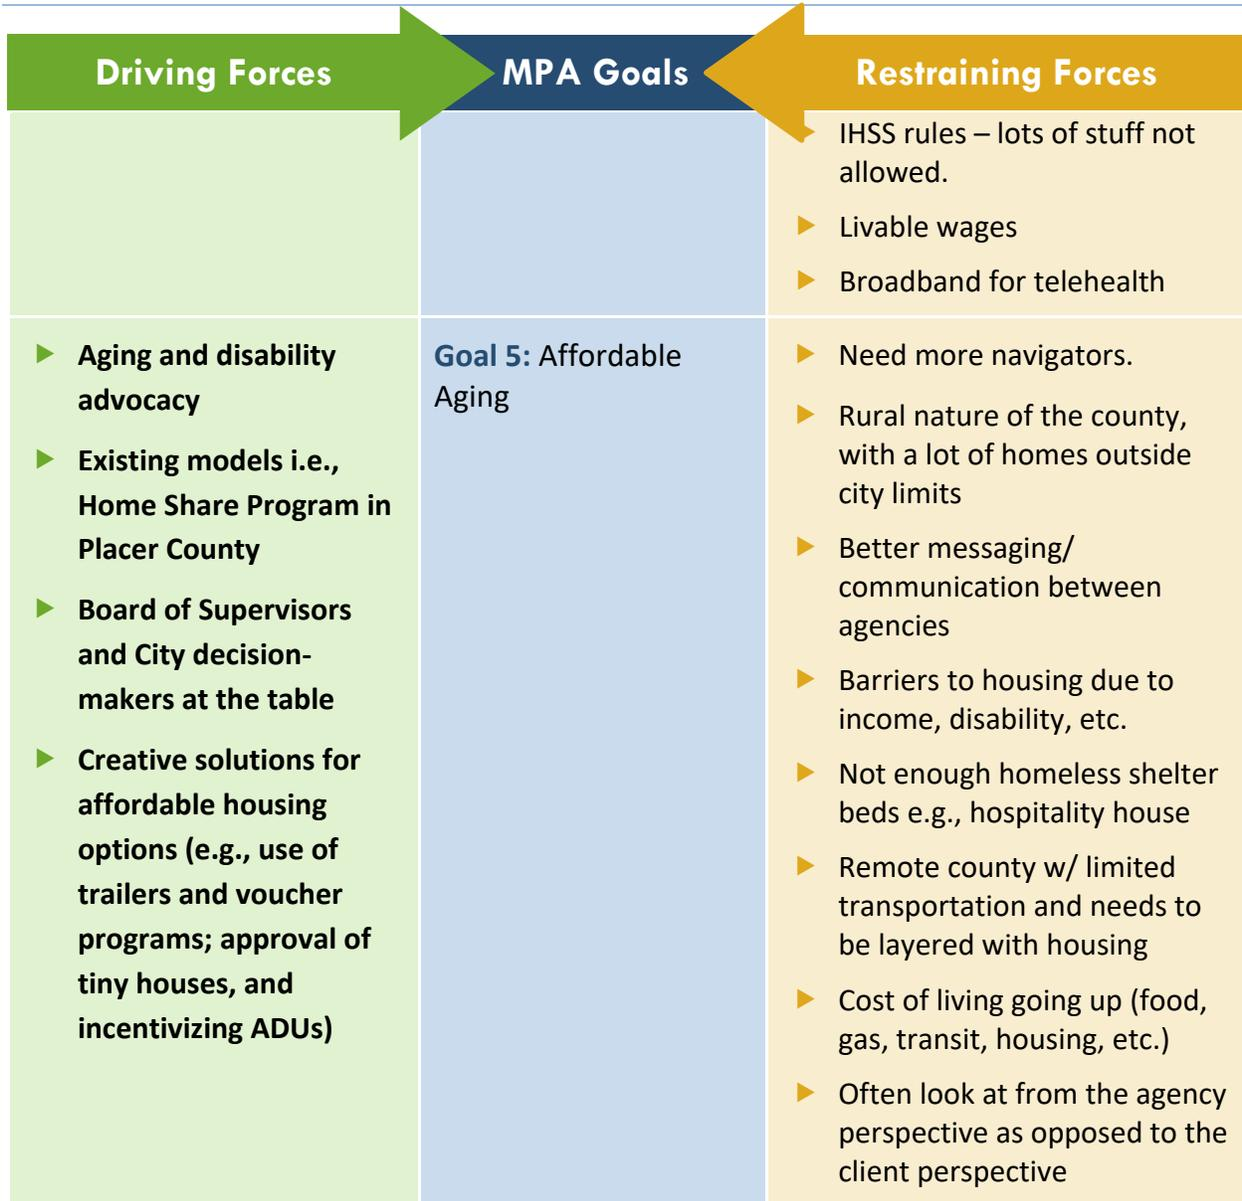 Driving Forces
MPA Goals
Restraining Forces
IHSS rules – lots of stuff not
allowed.
Livable wages
Broadband for telehealth
Aging and disability
advocacy
Existing models i.e.,
Home Share Program in
Placer County
Board of Supervisors
and City decision-
makers at the table
Creative solutions for
affordable housing
options (e.g., use of
trailers and voucher
programs; approval of
tiny houses, and
incentivizing ADUs)
Goal 5: Affordable
Aging
Need more navigators.
Rural nature of the county,
with a lot of homes outside
city limits
Better messaging/
communication between
agencies
Barriers to housing due to
income, disability, etc.
Not enough homeless shelter
beds e.g., hospitality house
Remote county w/ limited
transportation and needs to
be layered with housing
Cost of living going up (food,
gas, transit, housing, etc.)
Often look at from the agency
perspective as opposed to the
client perspective